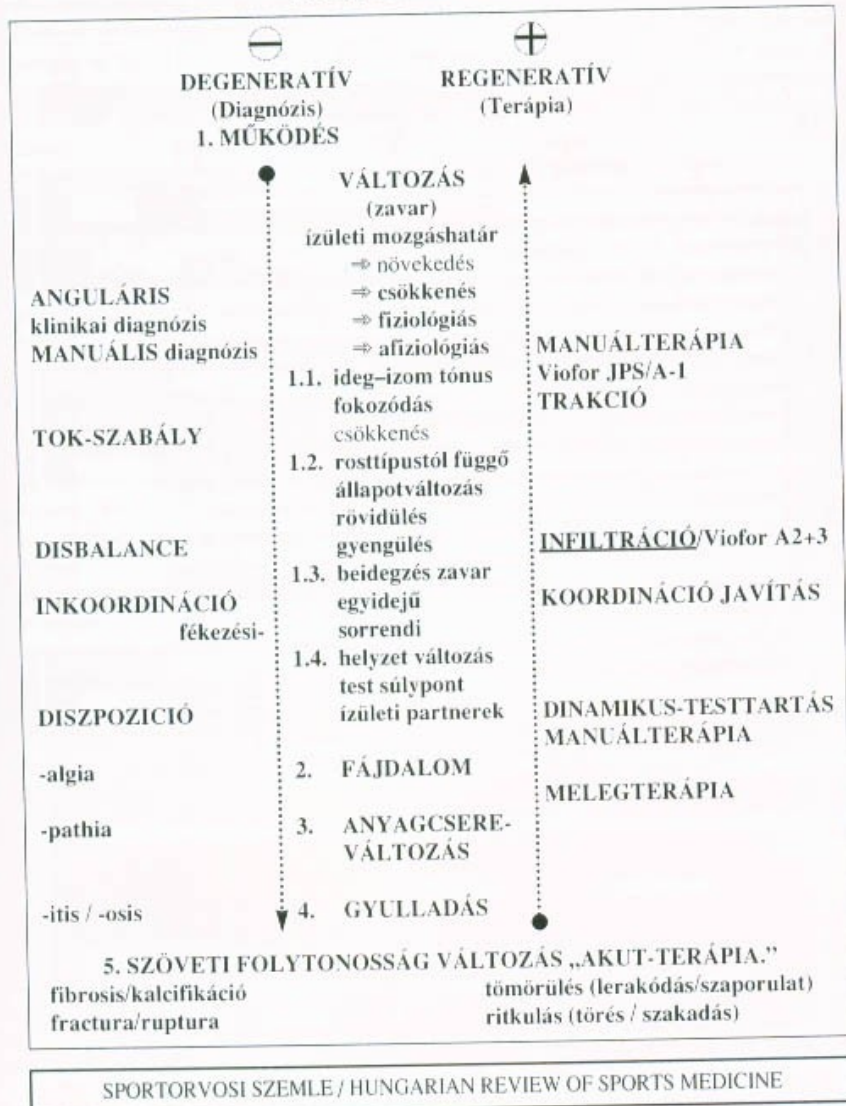 DEGENERATÍV
(Diagnózis)
1. MŰKÖDÉS
REGENERATÍV
(Terápia)
ANGULÁRIS
klinikai diagnózis
MANUÁLIS diagnózis
TOK-SZABÁLY
DISBALANCE
INKOORDINÁCIÓ
fékezési-
DISZPOZICIÓ
-algia
-pathia
-itis / -osis
VÁLTOZÁS
(zavar)
ízületi mozgáshatár
⇒ növekedés
⇒ csökkenés
⇒ fiziológiás
⇒ afiziológiás
1.1. ideg–izom tónus
fokozódás
csökkenés
1.2. rosttípustól függő
állapotváltozás
rövidülés
gyengülés
1.3. beidegzés zavar
egyidejű
sorrendi
1.4. helyzet változás
test súlypont
ízületi partnerek
2. FÁJDALOM
3. ANYAGCSERE-
VÁLTOZÁS
4. GYULLADÁS
MANUÁLTERÁPIA
Viofor JPS/A-1
TRAKCIÓ
INFILTRÁCIÓ/Viofor A2+3
KOORDINÁCIÓ JAVÍTÁS
DINAMIKUS-TESTTARTÁS
MANUÁLTERÁPIA
MELEGTERÁPIA
5. SZÖVETI FOLYTONOSSÁG VÁLTOZÁS „AKUT-TERÁPIA.”
fibrosis/kalcifikáció
fractura/ruptura
tömörülés (lerakódás/szaporulat)
ritkulás (törés / szakadás)
SPORTORVOSI SZEMLE / HUNGARIAN REVIEW OF SPORTS MEDICINE